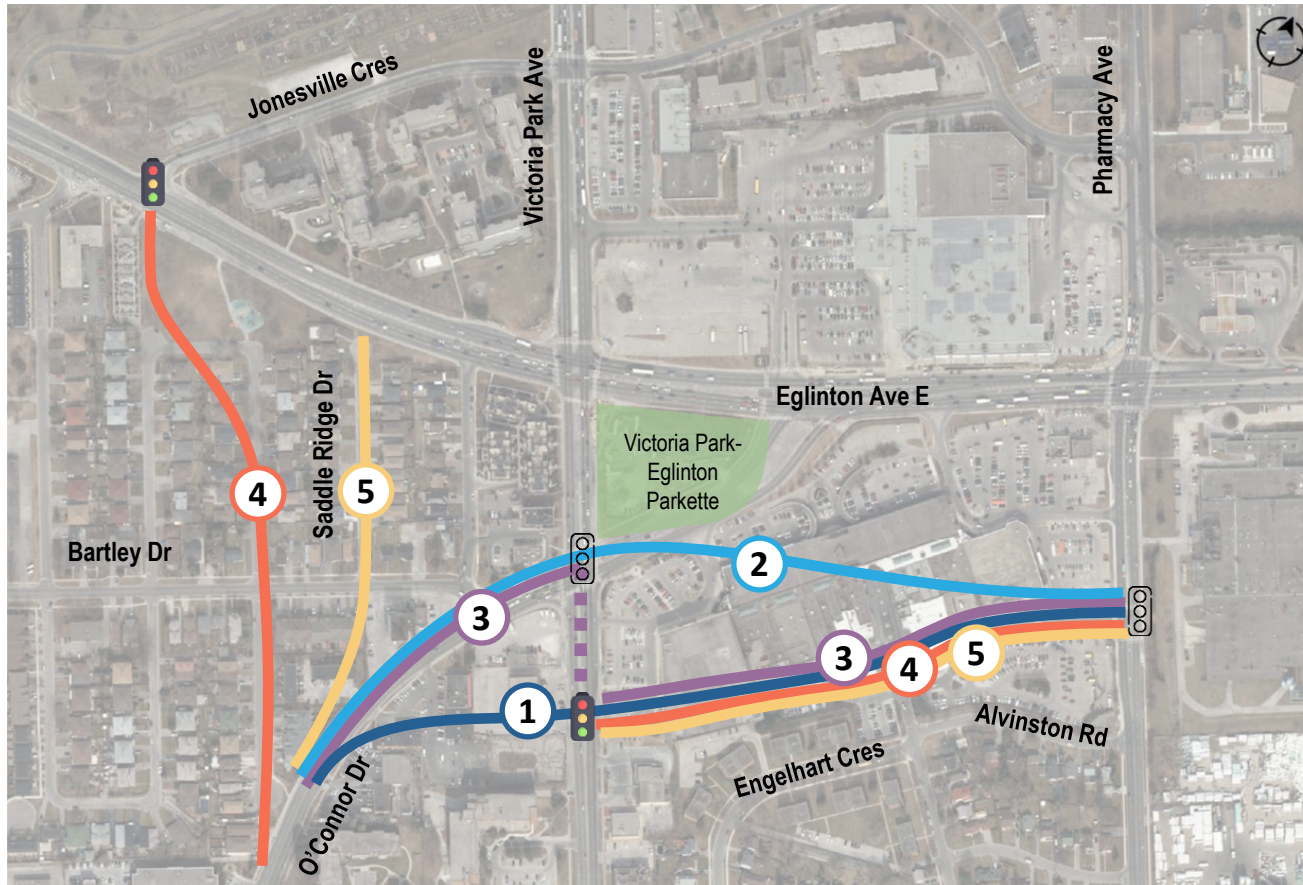 Jonesville Cres
Victoria Park Ave
Pharmacy Ave
Eglinton Ave E
Victoria Park-
Eglinton
Parkette
Saddle Ridge Dr
4
5
Bartley Dr
2
3
3
4
5
1
Alvinston Rd
Engelhart Cres
O'Connor Dr